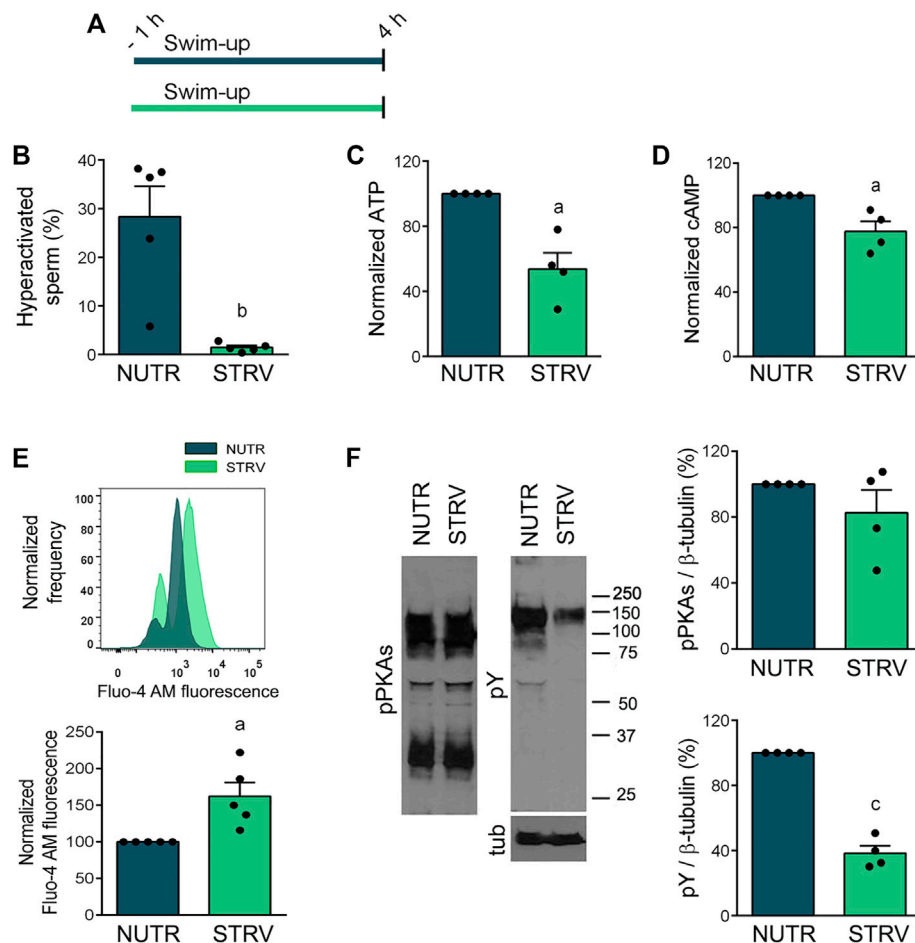 A
- 1 h
4 h
Swim-up
Swim-up
B
Hyperactivated
sperm (%)
40
30
20
10
0
NUTR
STRV
b
C
Normalized ATP
120
80
40
0
NUTR
STRV
a
D
Normalized cAMP
120
80
40
0
NUTR
STRV
a
E
NUTR
STRV
Normalized
frequency
100
80
60
40
20
0
0
10³
10⁴
10⁵
Fluo-4 AM fluorescence
Normalized
Fluo-4 AM fluorescence
250
200
150
100
50
0
NUTR
STRV
a
F
NUTR
STRV
NUTR
STRV
pPKAs
pY
250
150
100
75
50
37
25
tub
pPKAs / β-tubulin (%)
120
80
40
0
NUTR
STRV
pY / β-tubulin (%)
120
80
40
0
NUTR
STRV
c